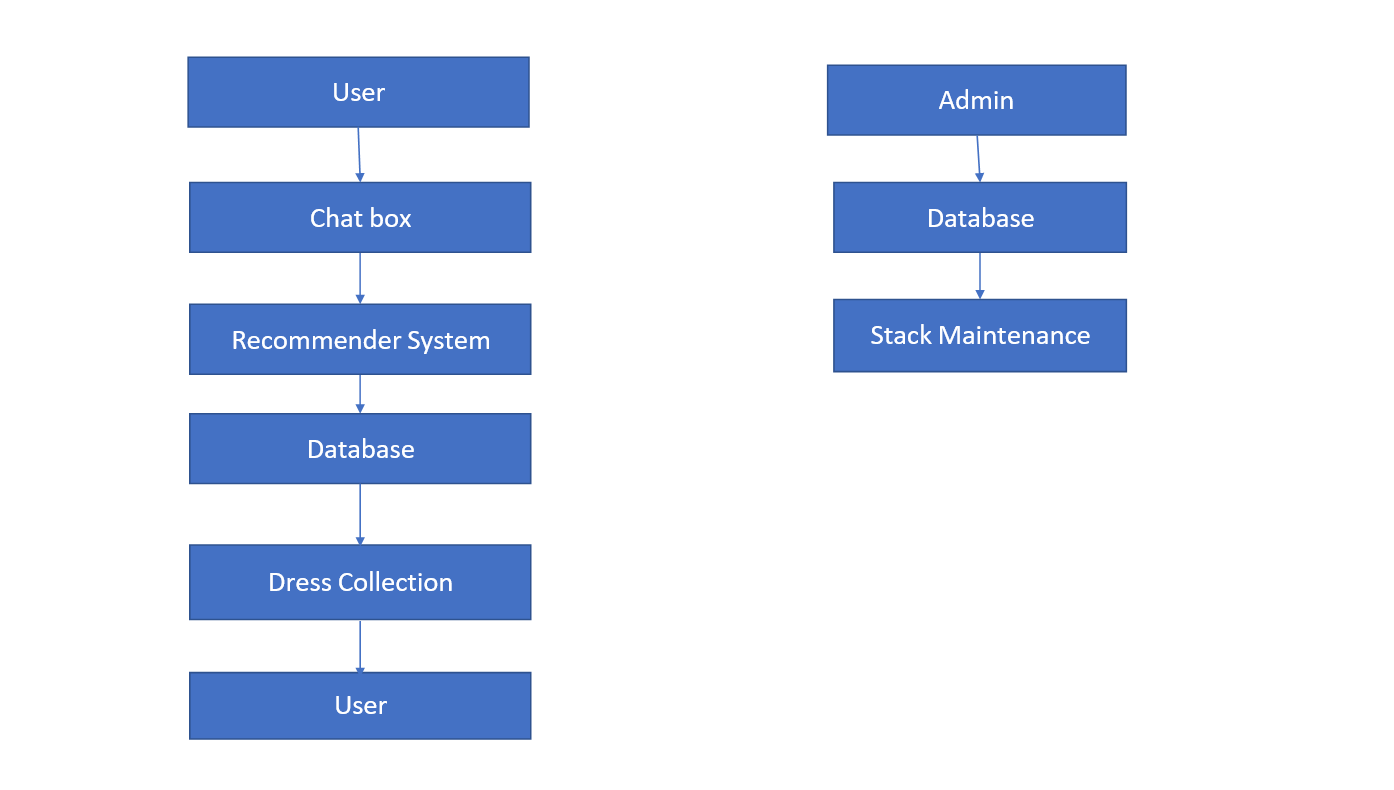 User
Chat box
Recommender System
Database
Dress Collection
User
Admin
Database
Stack Maintenance